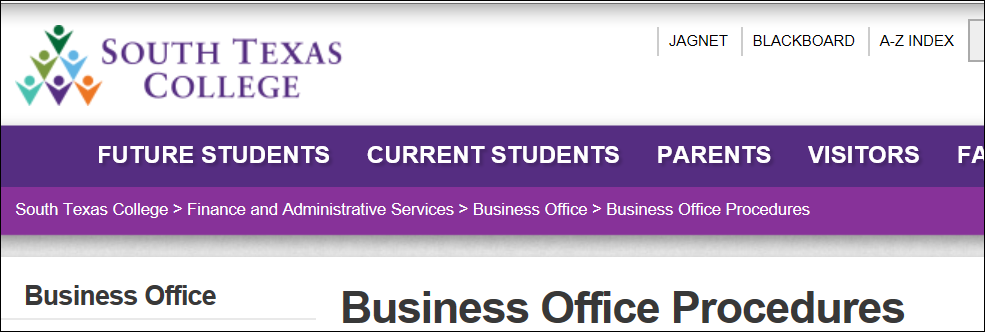 SOUTH TEXAS
COLLEGE
JAGNET BLACKBOARD A-Z INDEX
FUTURE STUDENTS CURRENT STUDENTS PARENTS VISITORS FA
South Texas College > Finance and Administrative Services > Business Office > Business Office Procedures
Business Office
Business Office Procedures